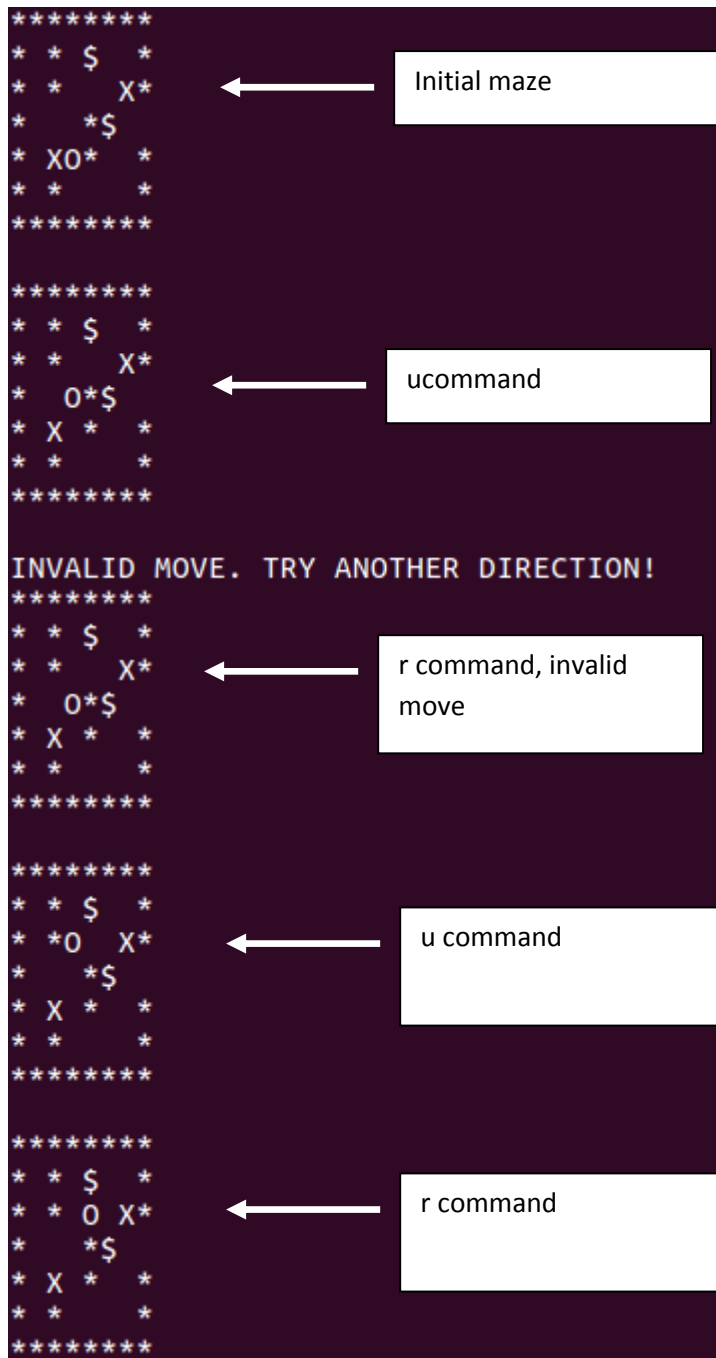 ********
* * $  *
* *   X*
Initial maze
*   *$
* XO*  *
* *    *
********
********
* * $  *
* *   X*
ucommand
*  O*$
* X *  *
* *    *
********
INVALID MOVE. TRY ANOTHER DIRECTION!
********
* * $  *
* *   X*
r command, invalid
move
*  O*$
* X *  *
* *    *
********
********
* * $  *
* *O  X*
u command
*   *$
* X *  *
* *    *
********
********
* * $  *
* * O X*
r command
*   *$
* X *  *
* *    *
********